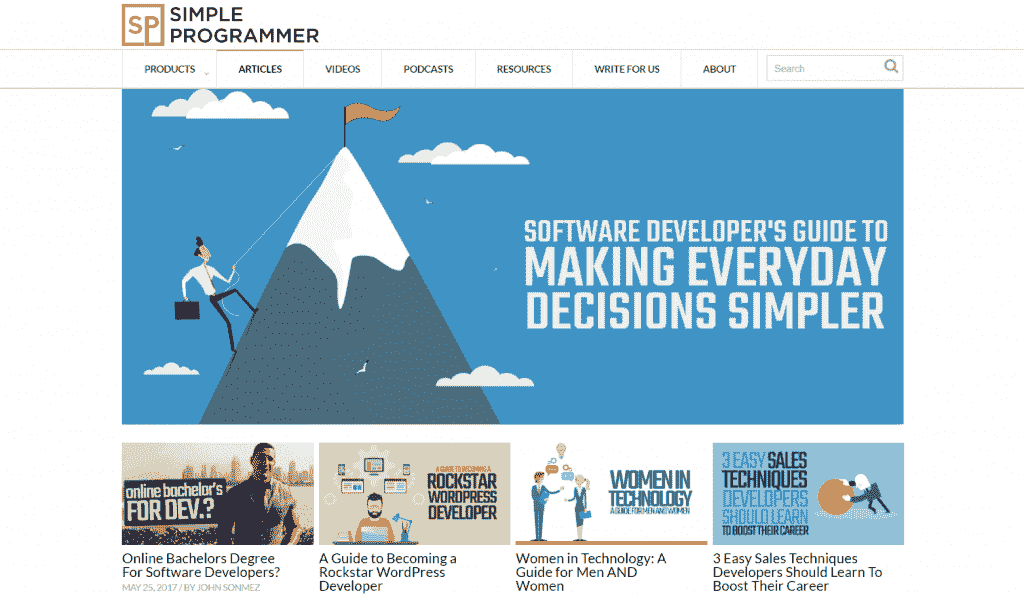 SP
SIMPLE
PROGRAMMER
PRODUCTS
ARTICLES
VIDEOS
PODCASTS
RESOURCES
WRITE FOR US
ABOUT
Search
SOFTWARE DEVELOPER'S GUIDE TO
MAKING EVERYDAY
DECISIONS SIMPLER
online bachelor's
FOR DEV.?
Online Bachelors Degree
For Software Developers?
MAY 25, 2017 / BY JOHN SONMEZ
A GUIDE TO BECOMING A
ROCKSTAR
WORDPRESS
DEVELOPER
A Guide to Becoming a
Rockstar WordPress
Developer
WOMEN IN
TECHNOLOGY
A GUIDE FOR MEN AND WOMEN
Women in Technology: A
Guide for Men AND
Women
3 EASY SALES
TECHNIQUES
DEVELOPERS
SHOULD LEARN
TO BOOST THEIR CAREER
3 Easy Sales Techniques
Developers Should Learn To
Boost Their Career